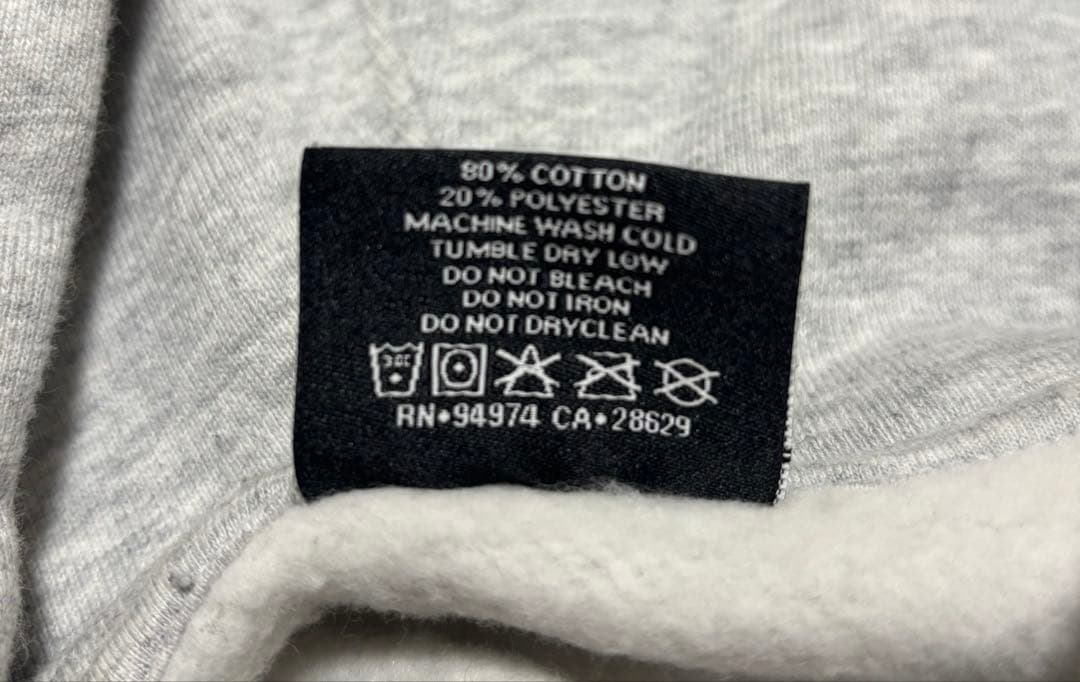 80% COTTON
20% POLYESTER
MACHINE WASH COLD
TUMBLE DRY LOW
DO NOT BLEACH
DO NOT IRON
DO NOT DRYCLEAN
30C
RN•94974 CA•28629